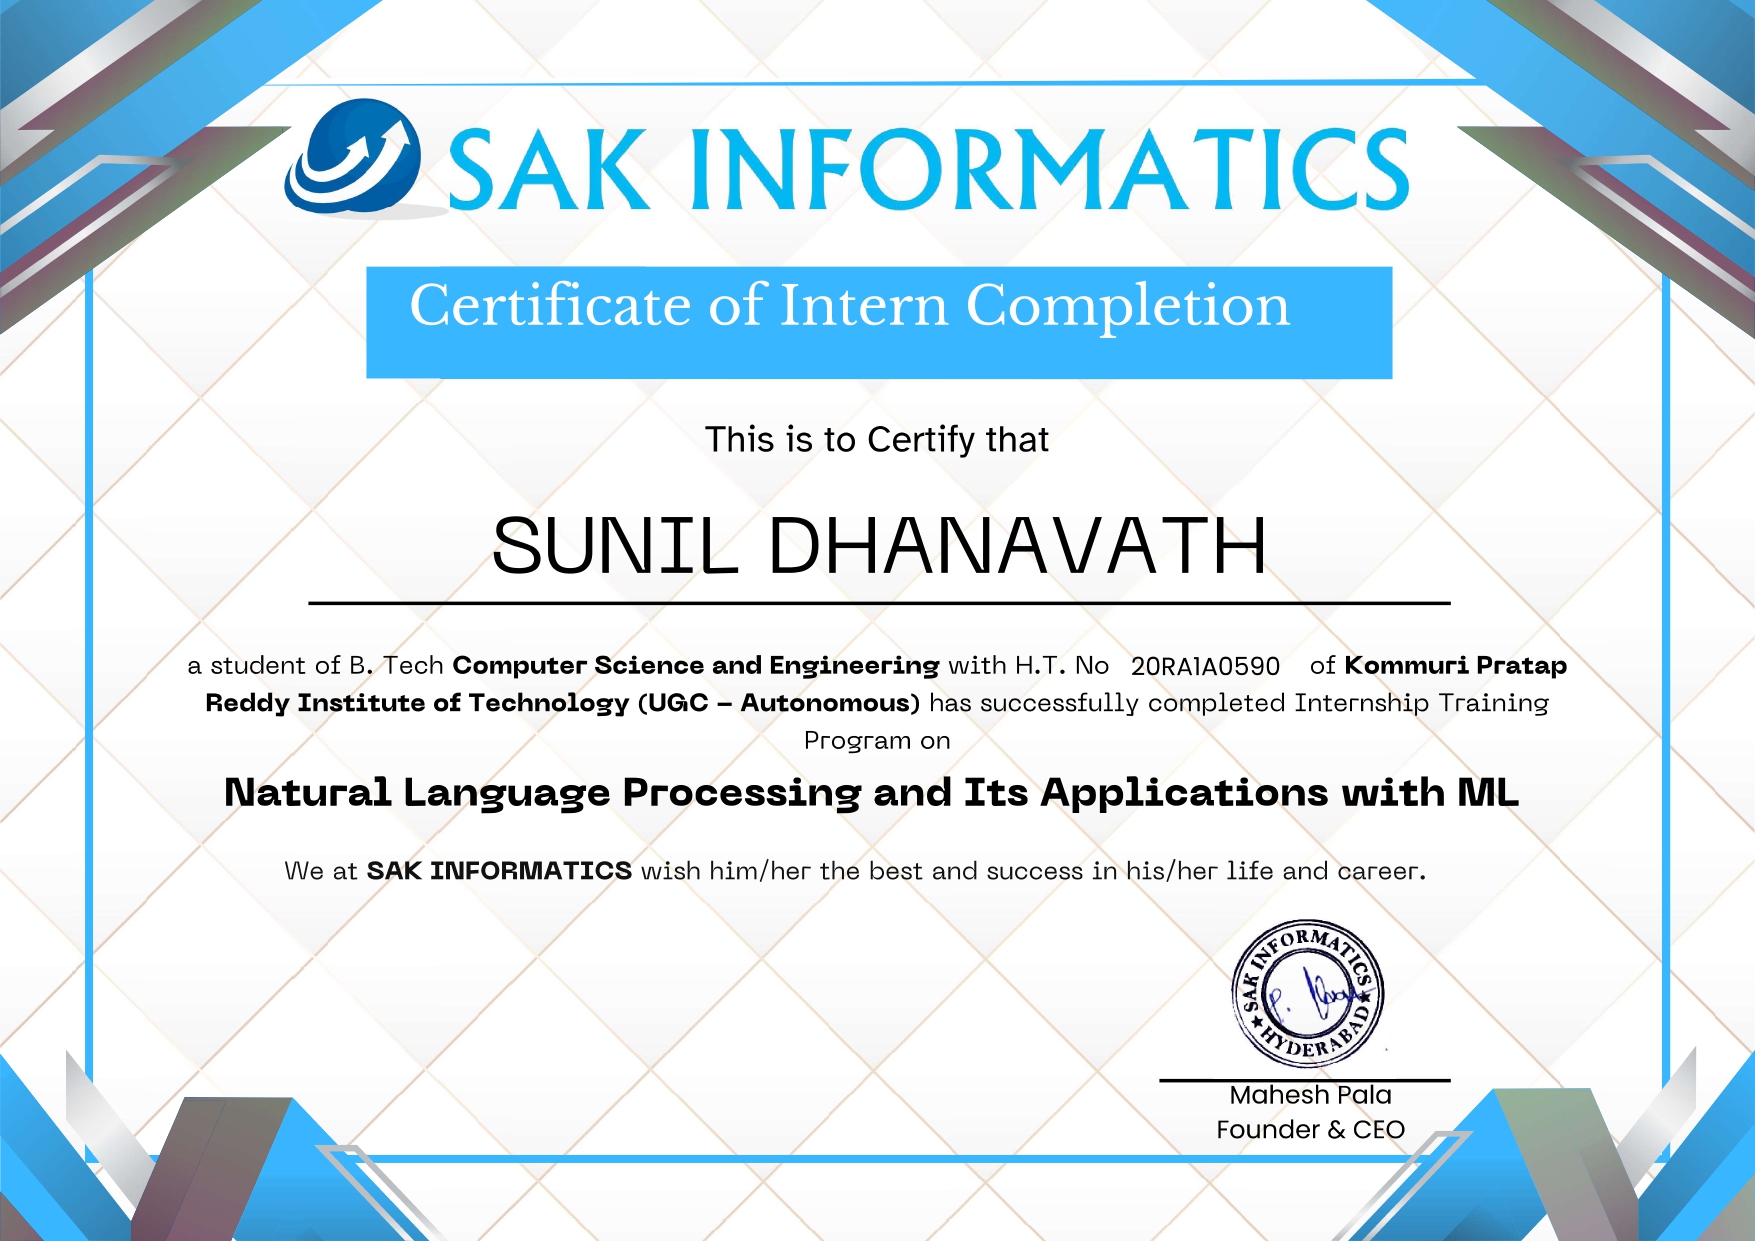 SAK INFORMATICS
Certificate of Intern Completion
This is to Certify that
SUNIL DHANAVATH
a student of B. Tech Computer Science and Engineering with H.T. No 20RA1A0590 of Kommuri Pratap
Reddy Institute of Technology (UGC – Autonomous) has successfully completed Internship Training
Program on
Natural Language Processing and Its Applications with ML
We at SAK INFORMATICS wish him/her the best and success in his/her life and career.
SAK INFORMATICS
★ HYDERABAD ★
Mahesh Pala
Founder & CEO